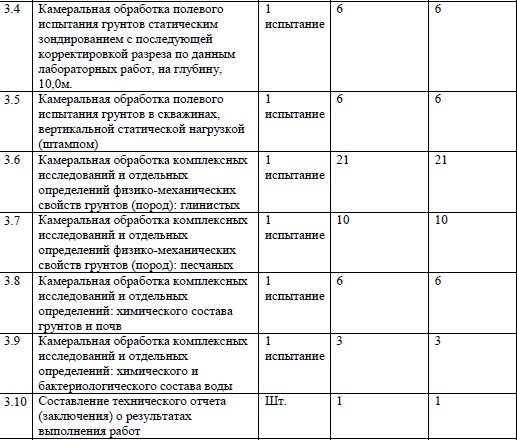 3.4 Камеральная обработка полевого 1 6 6
испытания грунтов статическим испытание
зондированием с последующей
корректировкой разреза по данным
лабораторных работ, на глубину,
10,0м.
3.5 Камеральная обработка полевого 1 6 6
испытания грунтов в скважинах, испытание
вертикальной статической нагрузкой
(штампом)
3.6 Камеральная обработка комплексных 1 21 21
исследований и отдельных испытание
определений физико-механических
свойств грунтов (пород): глинистых
3.7 Камеральная обработка комплексных 1 10 10
исследований и отдельных испытание
определений физико-механических
свойств грунтов (пород): песчаных
3.8 Камеральная обработка комплексных 1 6 6
исследований и отдельных испытание
определений: химического состава
грунтов и почв
3.9 Камеральная обработка комплексных 1 3 3
исследований и отдельных испытание
определений: химического и
бактериологического состава воды
3.10 Составление технического отчета Шт. 1 1
(заключения) о результатах
выполнения работ